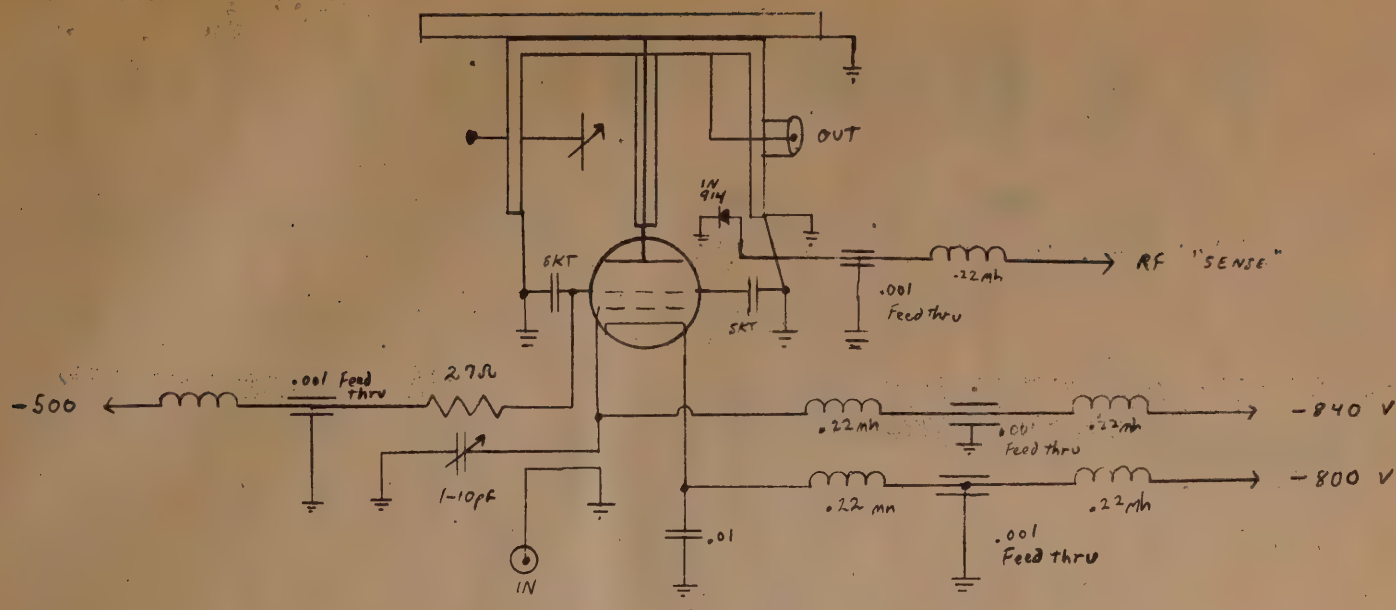 OUT
IN
914
SKT
.22mh
RF "SENSE"
.001
Feed thru
SKT
.001 Feed
thru
27Ω
-500
.22mh
.001
Feed thru
.22mh
-840 V
1-10pF
.22 mh
.22mh
-800 V
.01
.001
Feed thru
IN